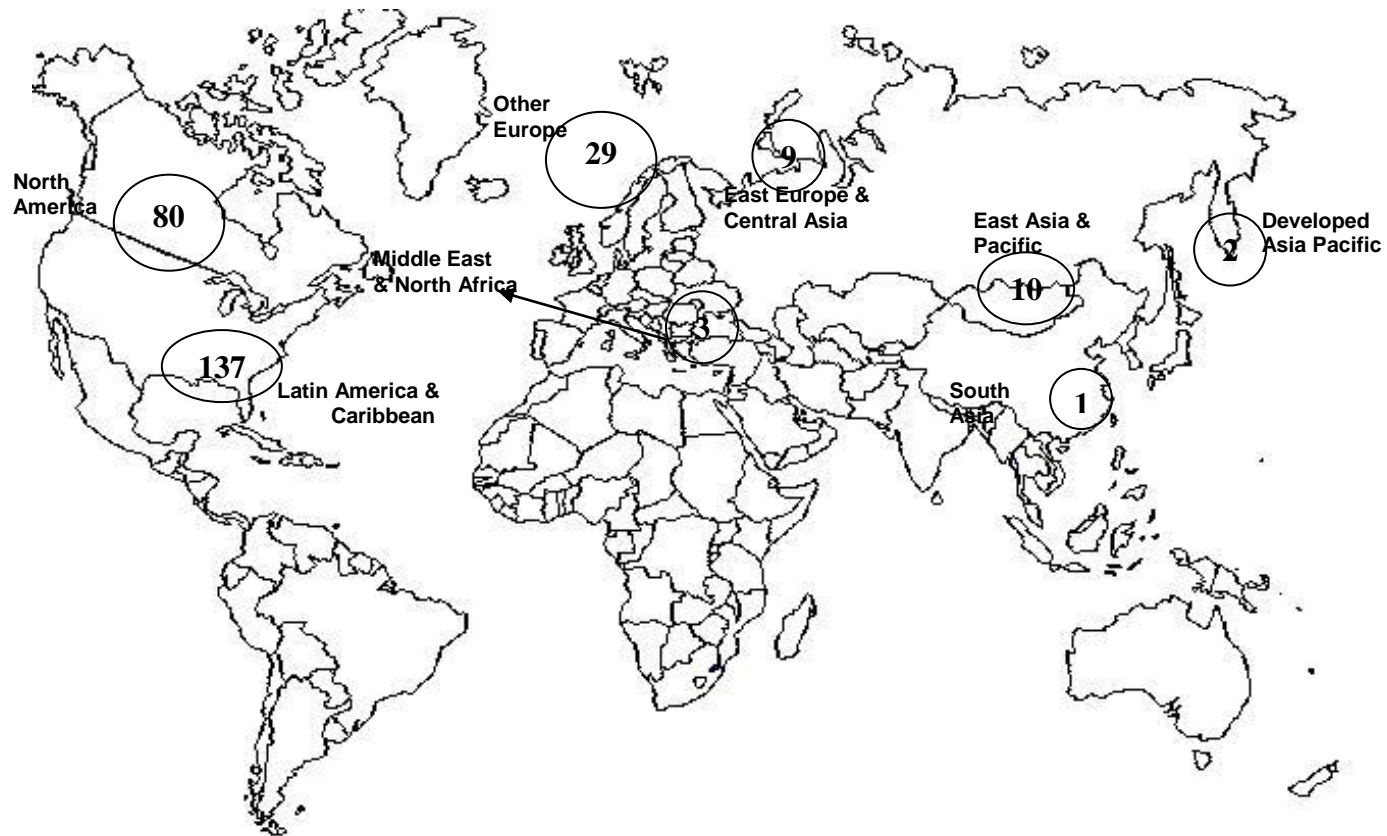 Other
Europe
29
9
North
America
80
East Europe &
Central Asia
East Asia &
Pacific
Developed
Asia Pacific
2
Middle East
& North Africa
10
3
137
Latin America &
Caribbean
South
Asia
1